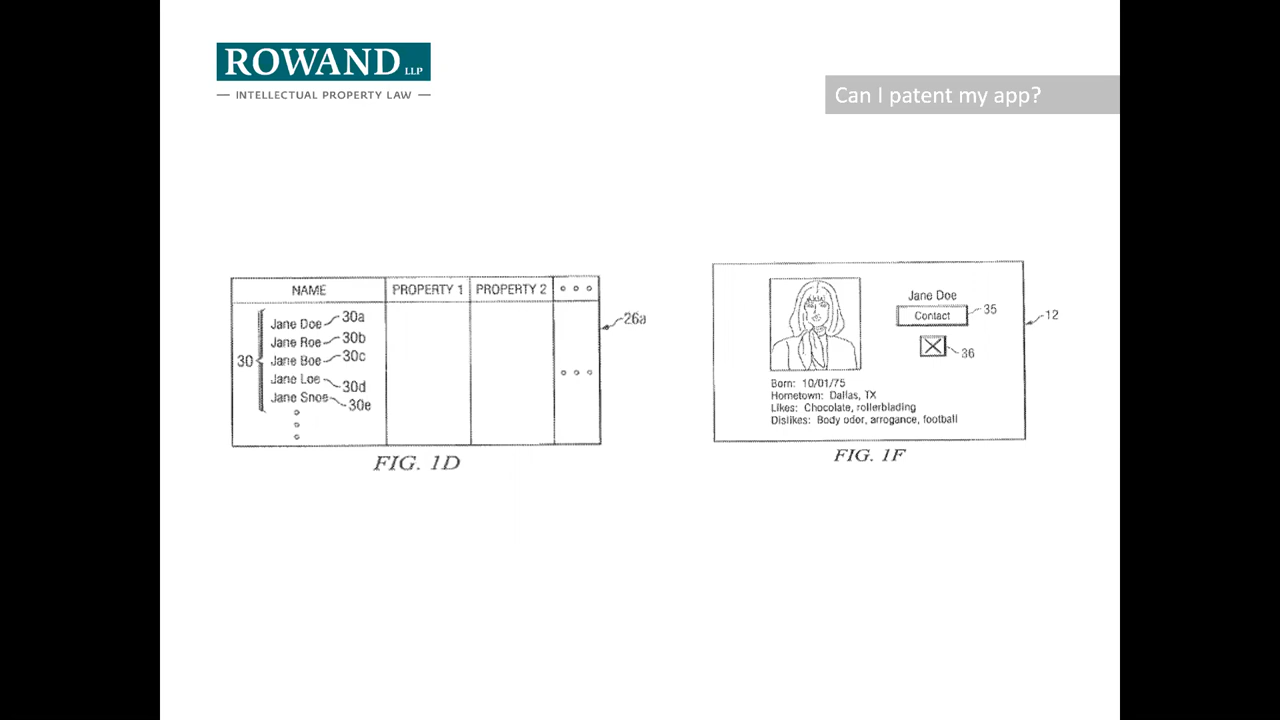 ROWAND LLP
INTELLECTUAL PROPERTY LAW
Can I patent my app?
NAME PROPERTY 1 PROPERTY 2
30
Jane Doe 30a
Jane Roe 30b
Jane Boe 30c
Jane Loe 30d
Jane Snoe 30e
26a
FIG. 1D
Jane Doe
Contact 35
12
36
Born: 10/01/75
Hometown: Dallas, TX
Likes: Chocolate, rollerblading
Dislikes: Body odor, arrogance, football
FIG. 1F